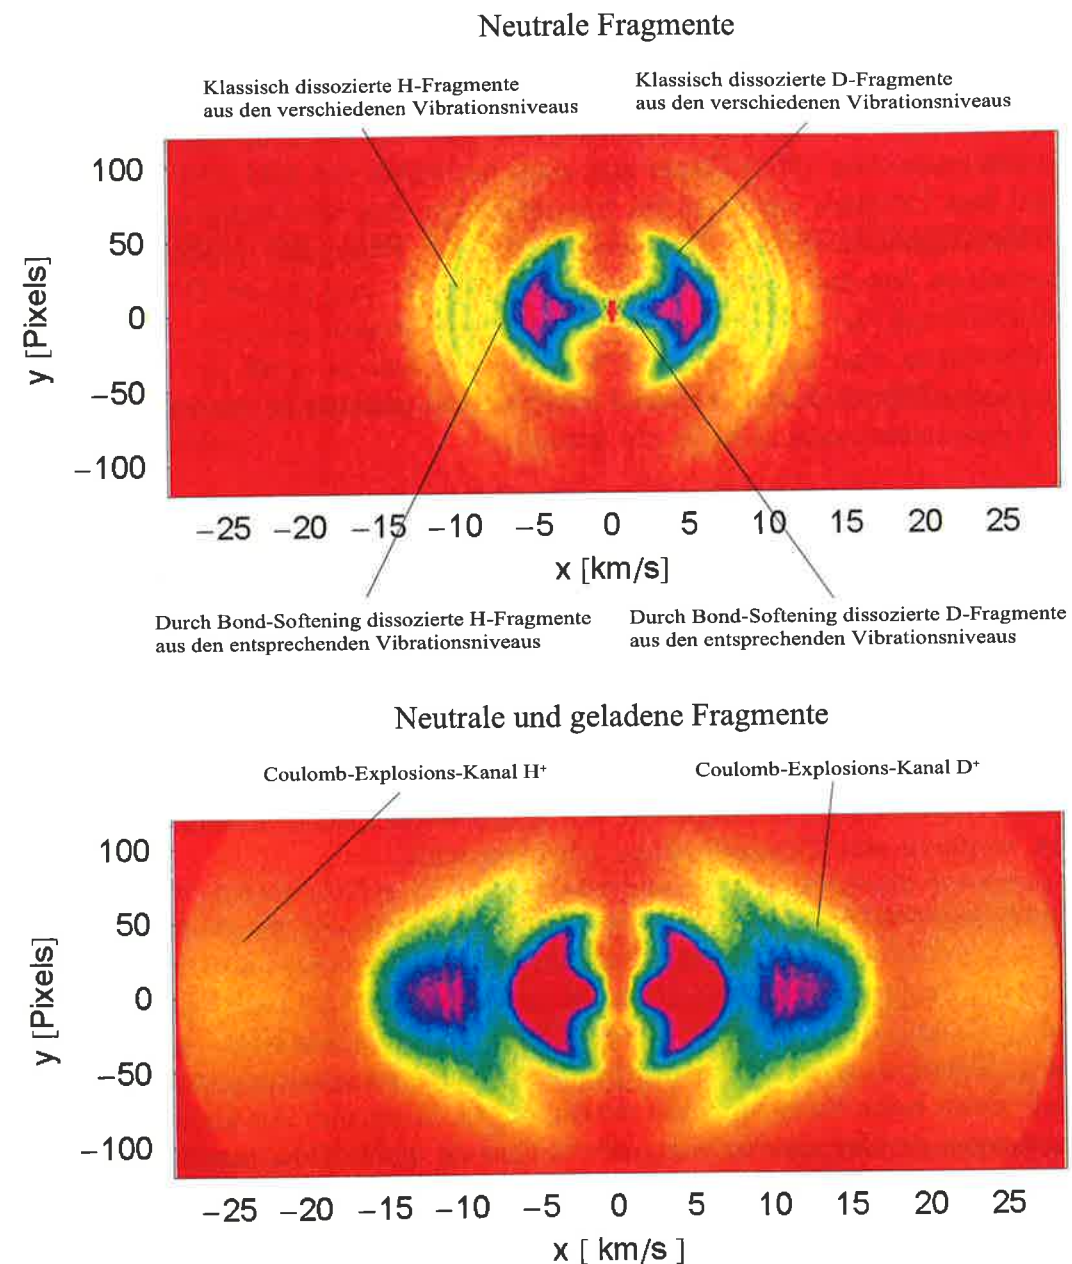 Neutrale Fragmente
Klassisch dissozierte H-Fragmente
aus den verschiedenen Vibrationsniveaus
Klassisch dissozierte D-Fragmente
aus den verschiedenen Vibrationsniveaus
100
50
0
−50
−100
y [Pixels]
−25 −20 −15 −10 −5 0 5 10 15 20 25
x [km/s]
Durch Bond-Softening dissozierte H-Fragmente
aus den entsprechenden Vibrationsniveaus
Durch Bond-Softening dissozierte D-Fragmente
aus den entsprechenden Vibrationsniveaus
Neutrale und geladene Fragmente
Coulomb-Explosions-Kanal H⁺
Coulomb-Explosions-Kanal D⁺
100
50
0
−50
−100
y [Pixels]
−25 −20 −15 −10 −5 0 5 10 15 20 25
x [ km/s ]